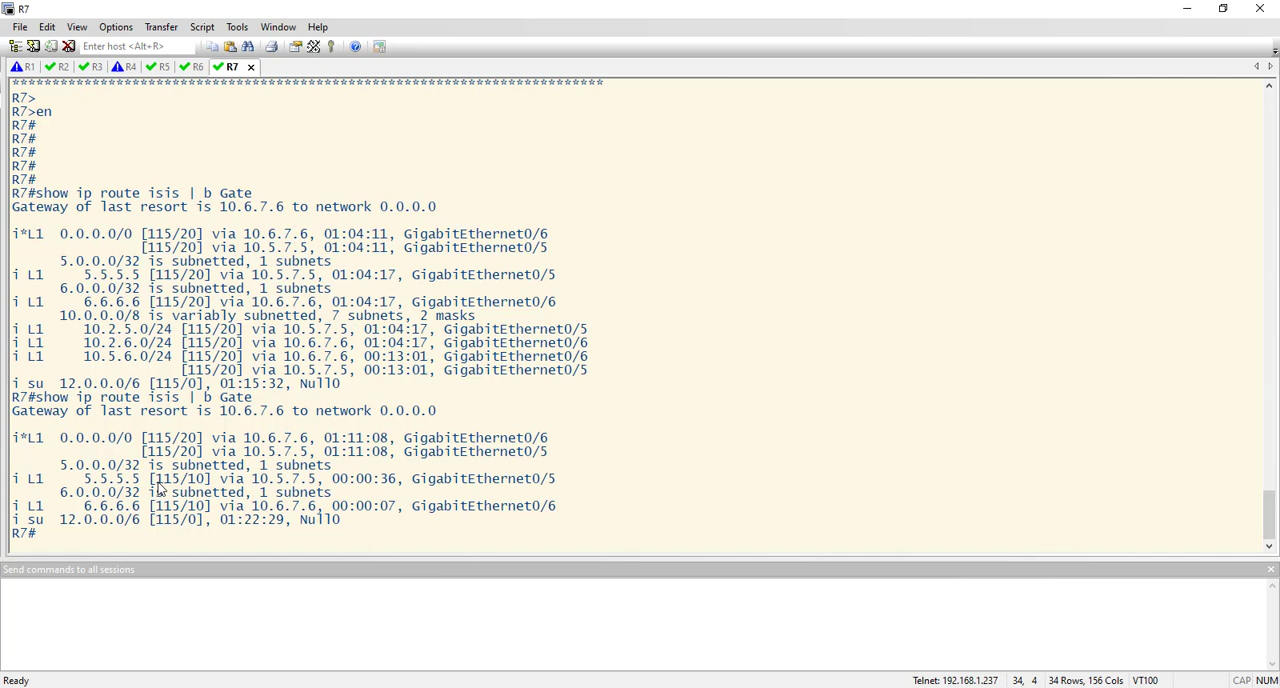 R7
File Edit View Options Transfer Script Tools Window Help
Enter host <Alt+R>
R1 R2 R3 R4 R5 R6 R7
**************************************************************************
R7>
R7>en
R7#
R7#
R7#
R7#
R7#
R7#show ip route isis | b Gate
Gateway of last resort is 10.6.7.6 to network 0.0.0.0
i*L1  0.0.0.0/0 [115/20] via 10.6.7.6, 01:04:11, GigabitEthernet0/6
                [115/20] via 10.5.7.5, 01:04:11, GigabitEthernet0/5
      5.0.0.0/32 is subnetted, 1 subnets
i L1     5.5.5.5 [115/20] via 10.5.7.5, 01:04:17, GigabitEthernet0/5
      6.0.0.0/32 is subnetted, 1 subnets
i L1     6.6.6.6 [115/20] via 10.6.7.6, 01:04:17, GigabitEthernet0/6
      10.0.0.0/8 is variably subnetted, 7 subnets, 2 masks
i L1     10.2.5.0/24 [115/20] via 10.5.7.5, 01:04:17, GigabitEthernet0/5
i L1     10.2.6.0/24 [115/20] via 10.6.7.6, 01:04:17, GigabitEthernet0/6
i L1     10.5.6.0/24 [115/20] via 10.6.7.6, 00:13:01, GigabitEthernet0/6
                     [115/20] via 10.5.7.5, 00:13:01, GigabitEthernet0/5
i su  12.0.0.0/6 [115/0], 01:15:32, Null0
R7#show ip route isis | b Gate
Gateway of last resort is 10.6.7.6 to network 0.0.0.0
i*L1  0.0.0.0/0 [115/20] via 10.6.7.6, 01:11:08, GigabitEthernet0/6
                [115/20] via 10.5.7.5, 01:11:08, GigabitEthernet0/5
      5.0.0.0/32 is subnetted, 1 subnets
i L1     5.5.5.5 [115/10] via 10.5.7.5, 00:00:36, GigabitEthernet0/5
      6.0.0.0/32 is subnetted, 1 subnets
i L1     6.6.6.6 [115/10] via 10.6.7.6, 00:00:07, GigabitEthernet0/6
i su  12.0.0.0/6 [115/0], 01:22:29, Null0
R7#
Send commands to all sessions
Ready Telnet: 192.168.1.237 34, 4 34 Rows, 156 Cols VT100 CAP NUM